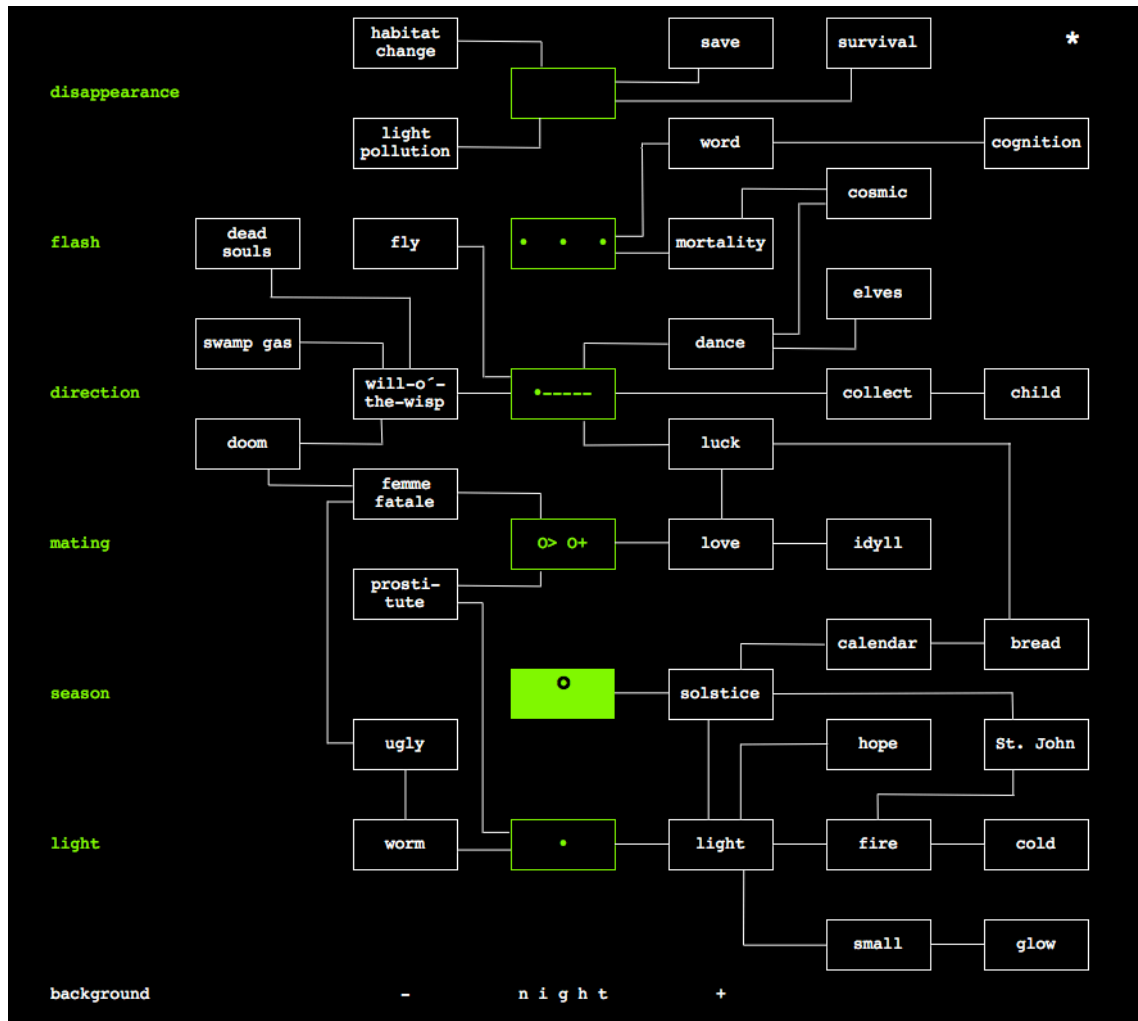 habitat
change
save
survival
*
disappearance
light
pollution
word
cognition
cosmic
flash
dead
souls
fly
• • •
mortality
elves
swamp gas
dance
direction
will-o´-
the-wisp
•-----
collect
child
doom
luck
femme
fatale
mating
O> O+
love
idyll
prosti-
tute
calendar
bread
season
o
solstice
ugly
hope
St. John
light
worm
•
light
fire
cold
small
glow
background
-
n i g h t
+